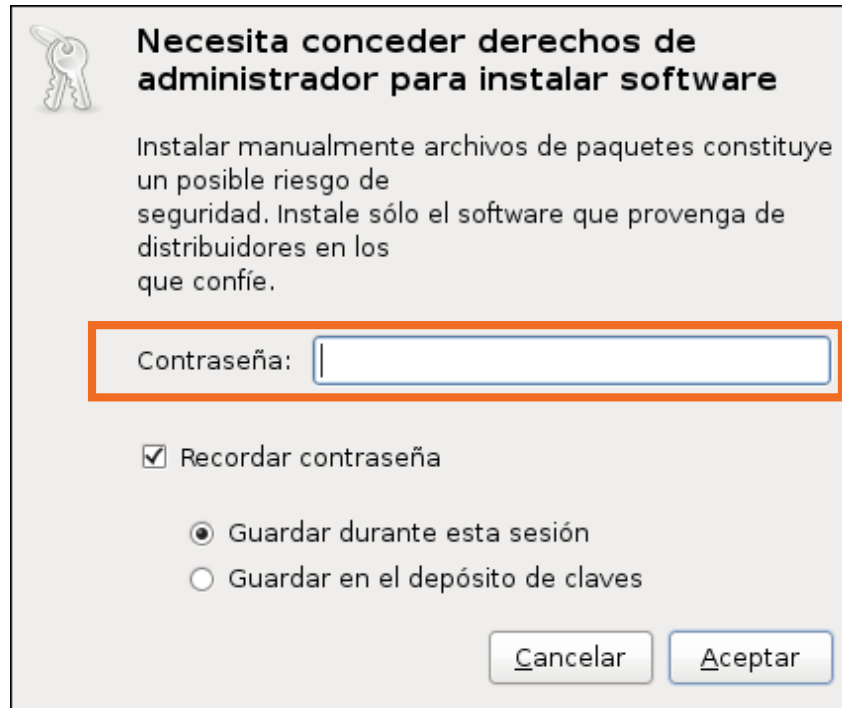 Necesita conceder derechos de
administrador para instalar software
Instalar manualmente archivos de paquetes constituye
un posible riesgo de
seguridad. Instale sólo el software que provenga de
distribuidores en los
que confíe.
Contraseña:
Recordar contraseña
Guardar durante esta sesión
Guardar en el depósito de claves
Cancelar Aceptar